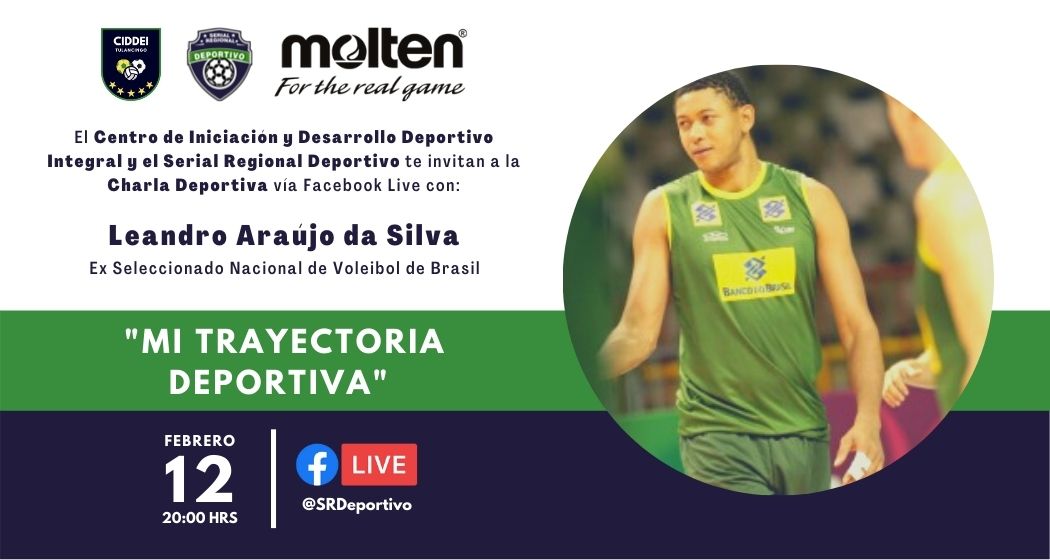 CIDDEI
TULANCINGO
SERIAL
REGIONAL
DEPORTIVO
molten®
For the real game
El Centro de Iniciación y Desarrollo Deportivo
Integral y el Serial Regional Deportivo te invitan a la
Charla Deportiva vía Facebook Live con:
Leandro Araújo da Silva
Ex Seleccionado Nacional de Voleibol de Brasil
"MI TRAYECTORIA
DEPORTIVA"
FEBRERO
12
20:00 HRS
f LIVE
@SRDeportivo
BANCO DO BRASIL